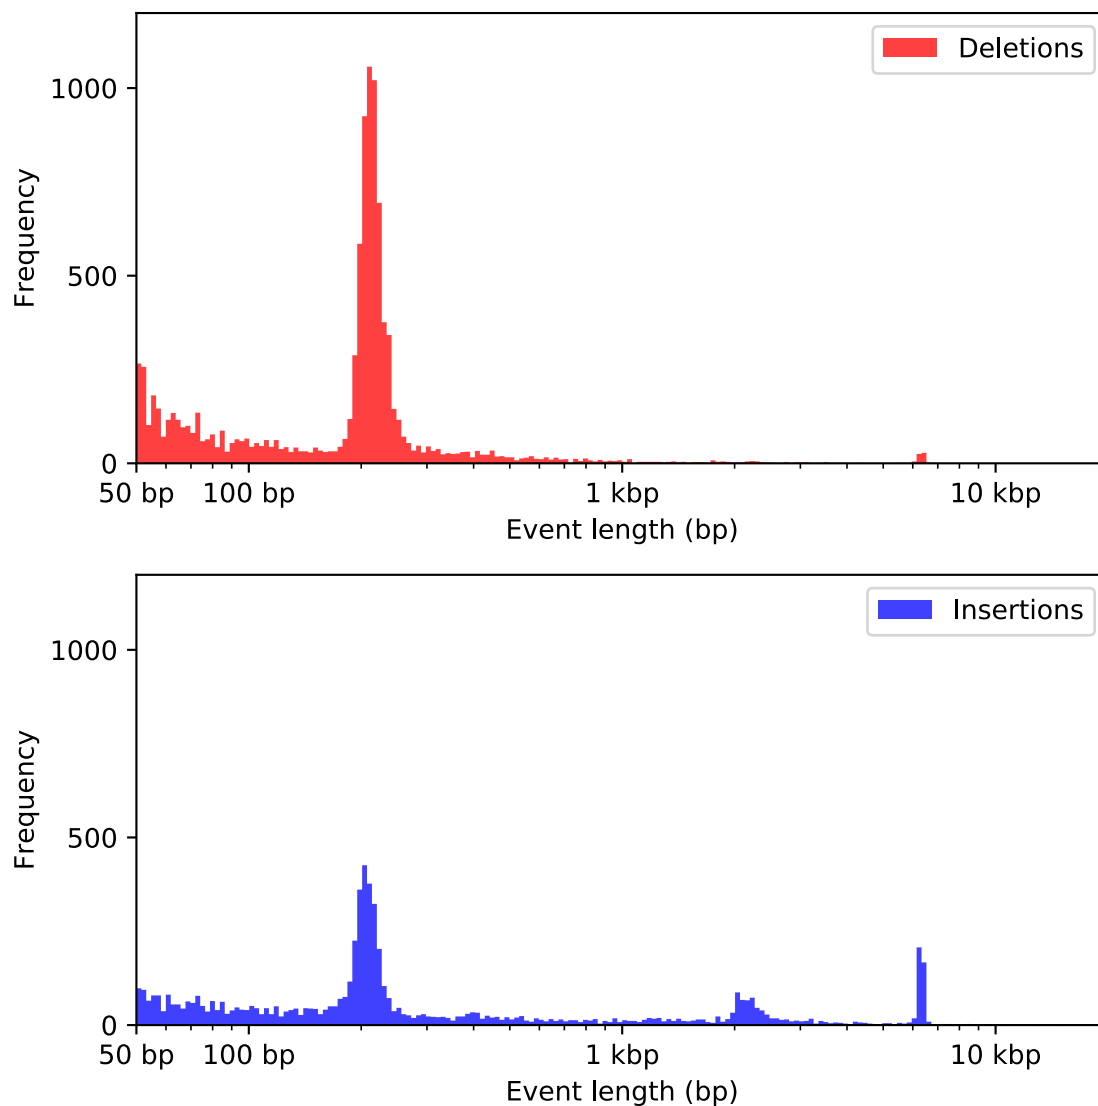 Deletions
1000
500
0
Frequency
50 bp 100 bp 1 kbp 10 kbp
Event length (bp)
Insertions
1000
500
0
Frequency
50 bp 100 bp 1 kbp 10 kbp
Event length (bp)